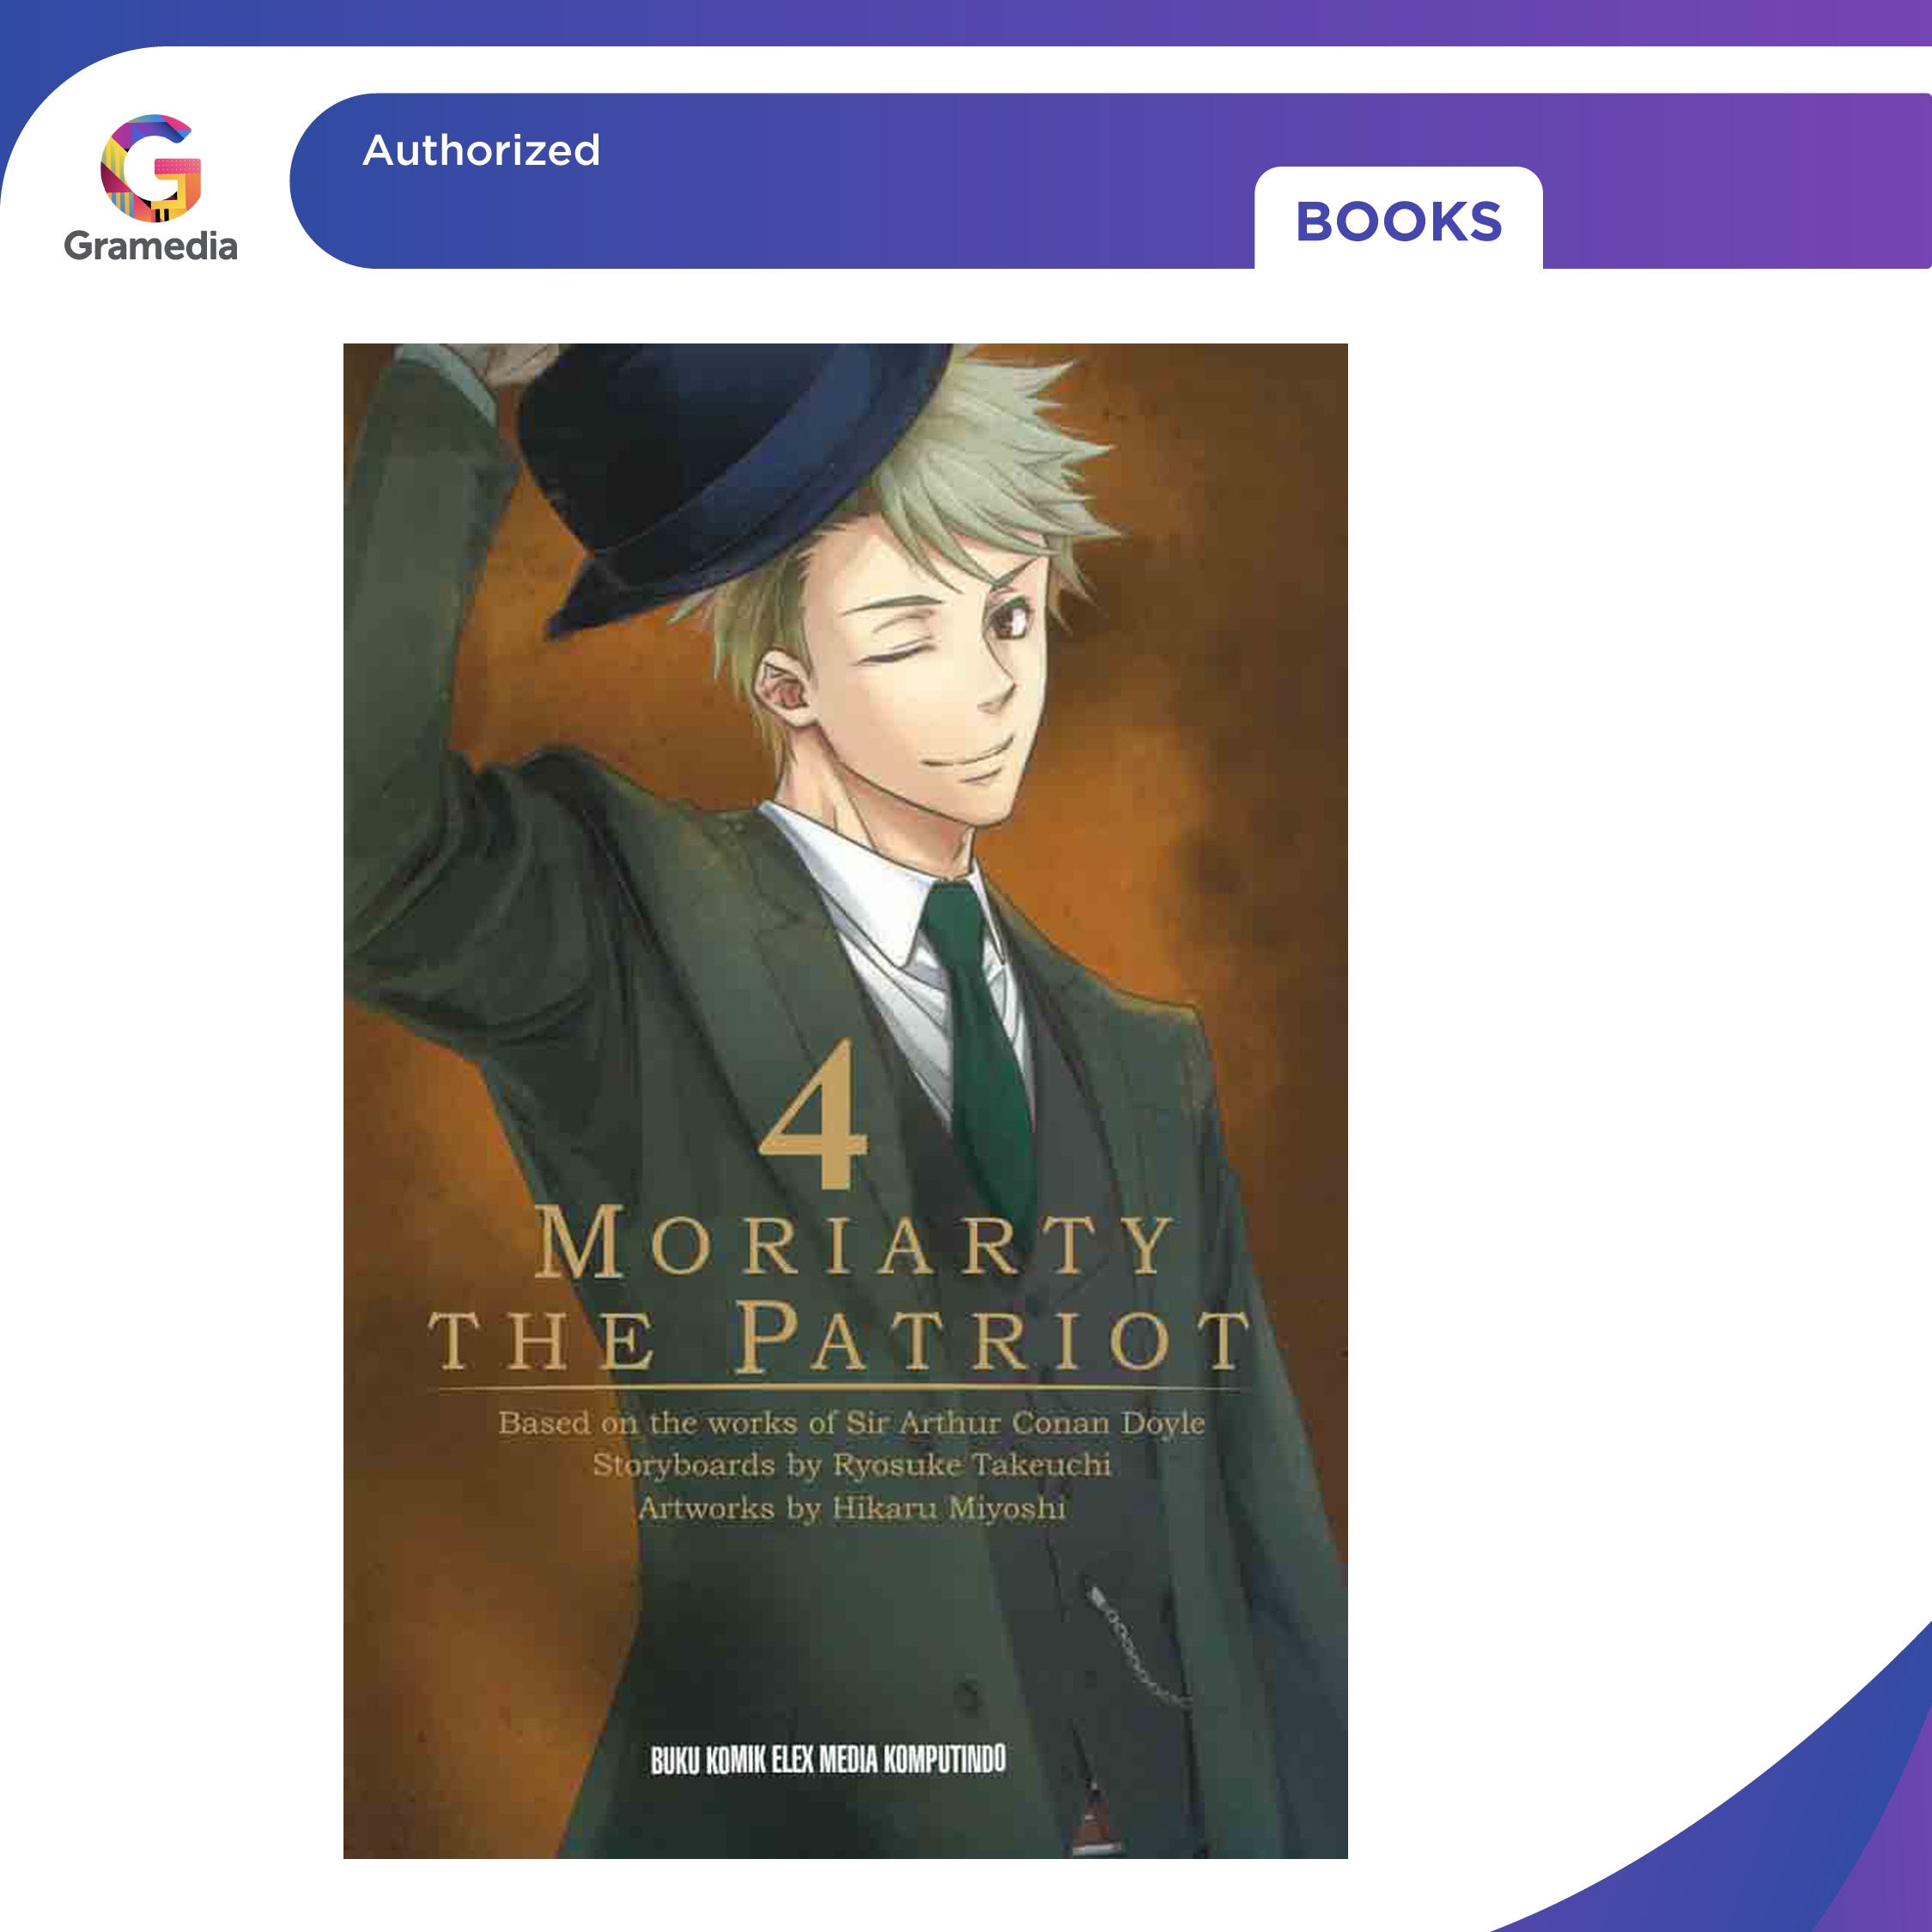 Gramedia
Authorized
BOOKS
4
MORIARTY
THE PATRIOT
Based on the works of Sir Arthur Conan Doyle
Storyboards by Ryosuke Takeuchi
Artworks by Hikaru Miyoshi
BUKU KOMIK ELEX MEDIA KOMPUTINDO